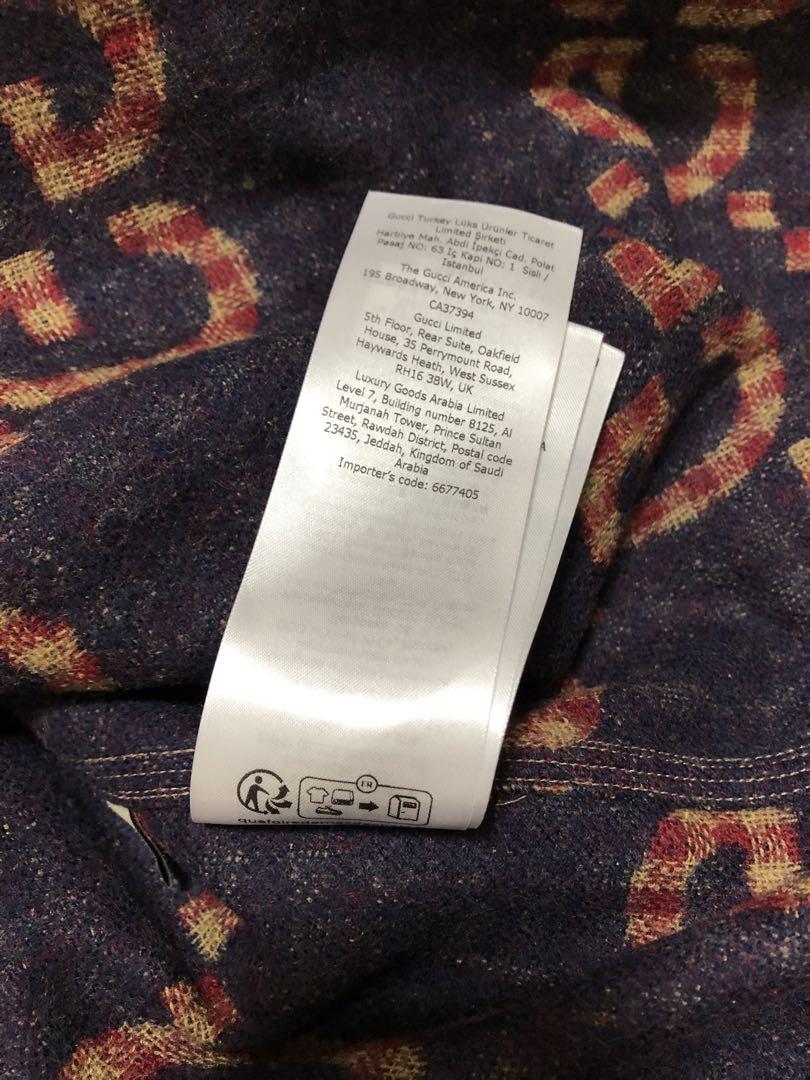 Gucci Turkey Lüks Ürünler Ticaret
Limited Şirketi
Harbiye Mah. Abdi İpekçi Cad. Polat
Pasaj NO: 63 İç Kapi NO: 1 Sisli /
Istanbul
The Gucci America Inc.
195 Broadway, New York, NY 10007
CA37394
Gucci Limited
5th Floor, Rear Suite, Oakfield
House, 35 Perrymount Road,
Haywards Heath, West Sussex
RH16 3BW, UK
Luxury Goods Arabia Limited
Level 7, Building number 8125, Al
Murjanah Tower, Prince Sultan
Street, Rawdah District, Postal code
23435, Jeddah, Kingdom of Saudi
Arabia
Importer's code: 6677405
A
FR